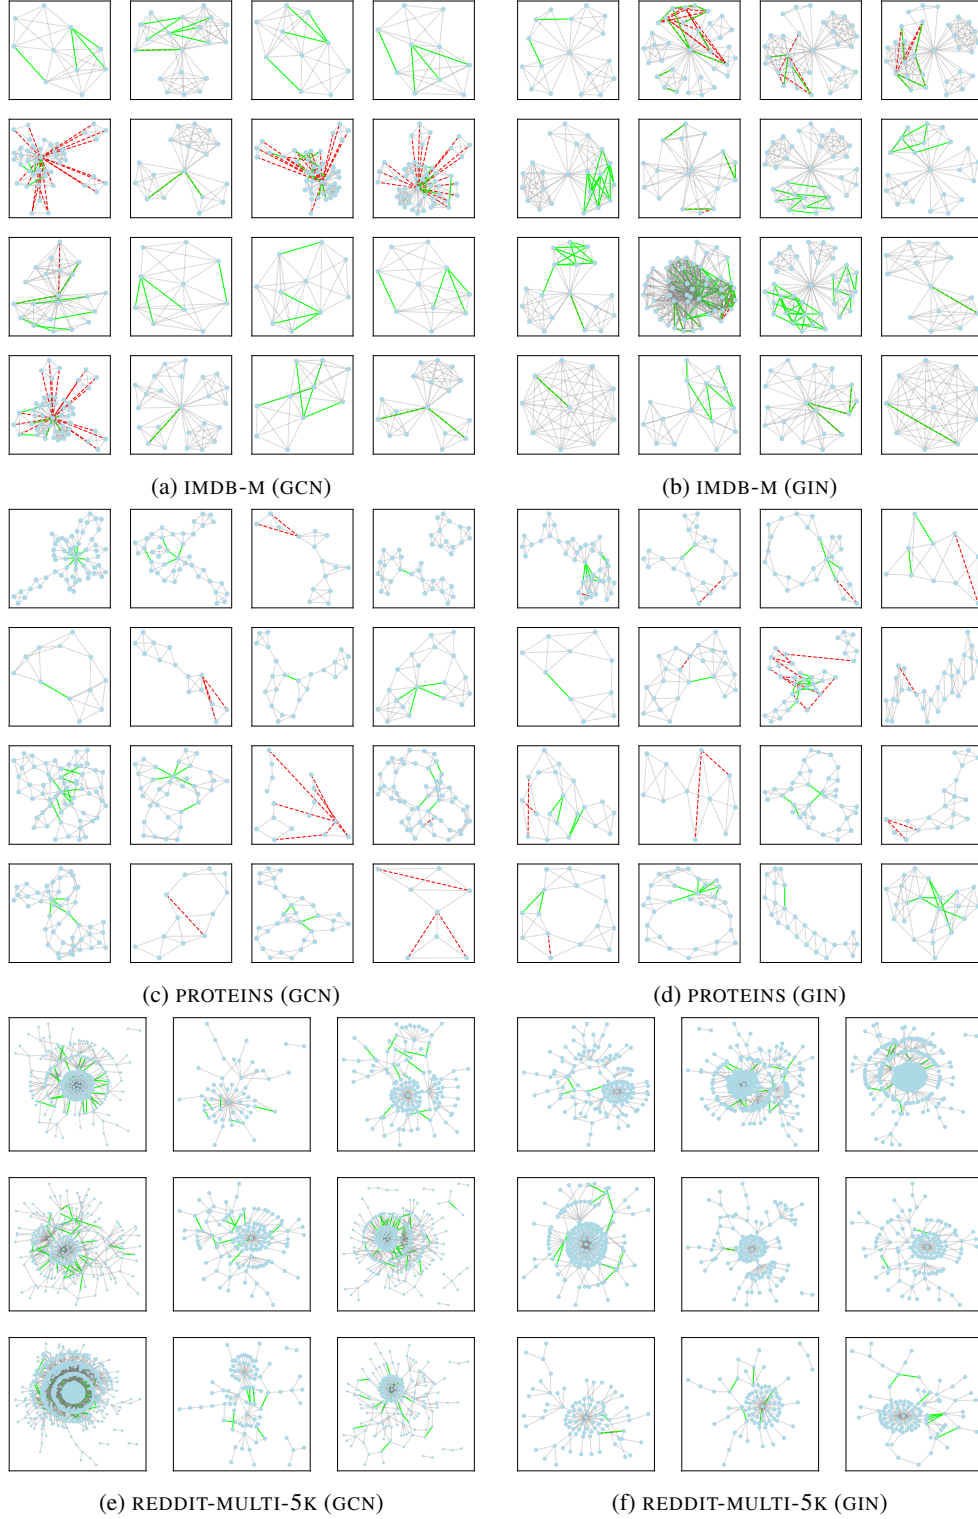 (a) IMDB-M (GCN)
(b) IMDB-M (GIN)
(c) PROTEINS (GCN)
(d) PROTEINS (GIN)
(e) REDDIT-MULTI-5K (GCN)
(f) REDDIT-MULTI-5K (GIN)